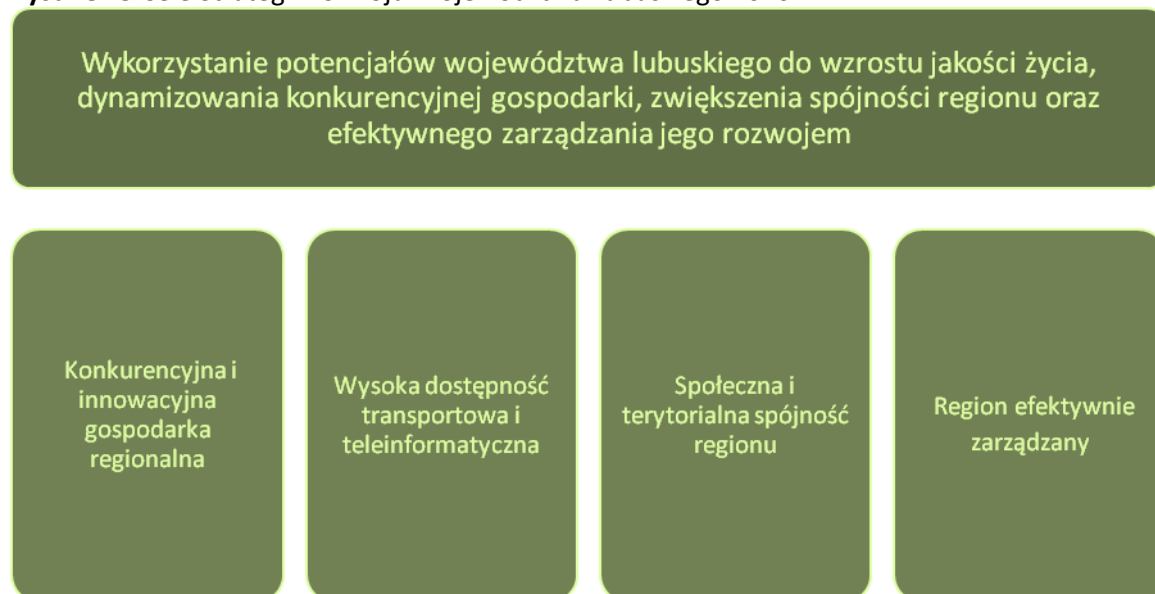 Wykorzystanie potencjałów województwa lubuskiego do wzrostu jakości życia,
dynamizowania konkurencyjnej gospodarki, zwiększenia spójności regionu oraz
efektywnego zarządzania jego rozwojem
Konkurencyjna i
innowacyjna
gospodarka
regionalna
Wysoka dostępność
transportowa i
teleinformatyczna
Społeczna i
terytorialna spójność
regionu
Region efektywnie
zarządzany